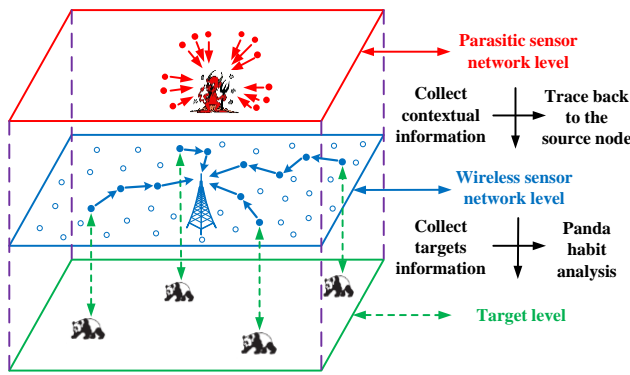 Parasitic sensor
network level
Collect
contextual
information
Trace back
to the
source node
Wireless sensor
network level
Collect
targets
information
Panda
habit
analysis
Target level